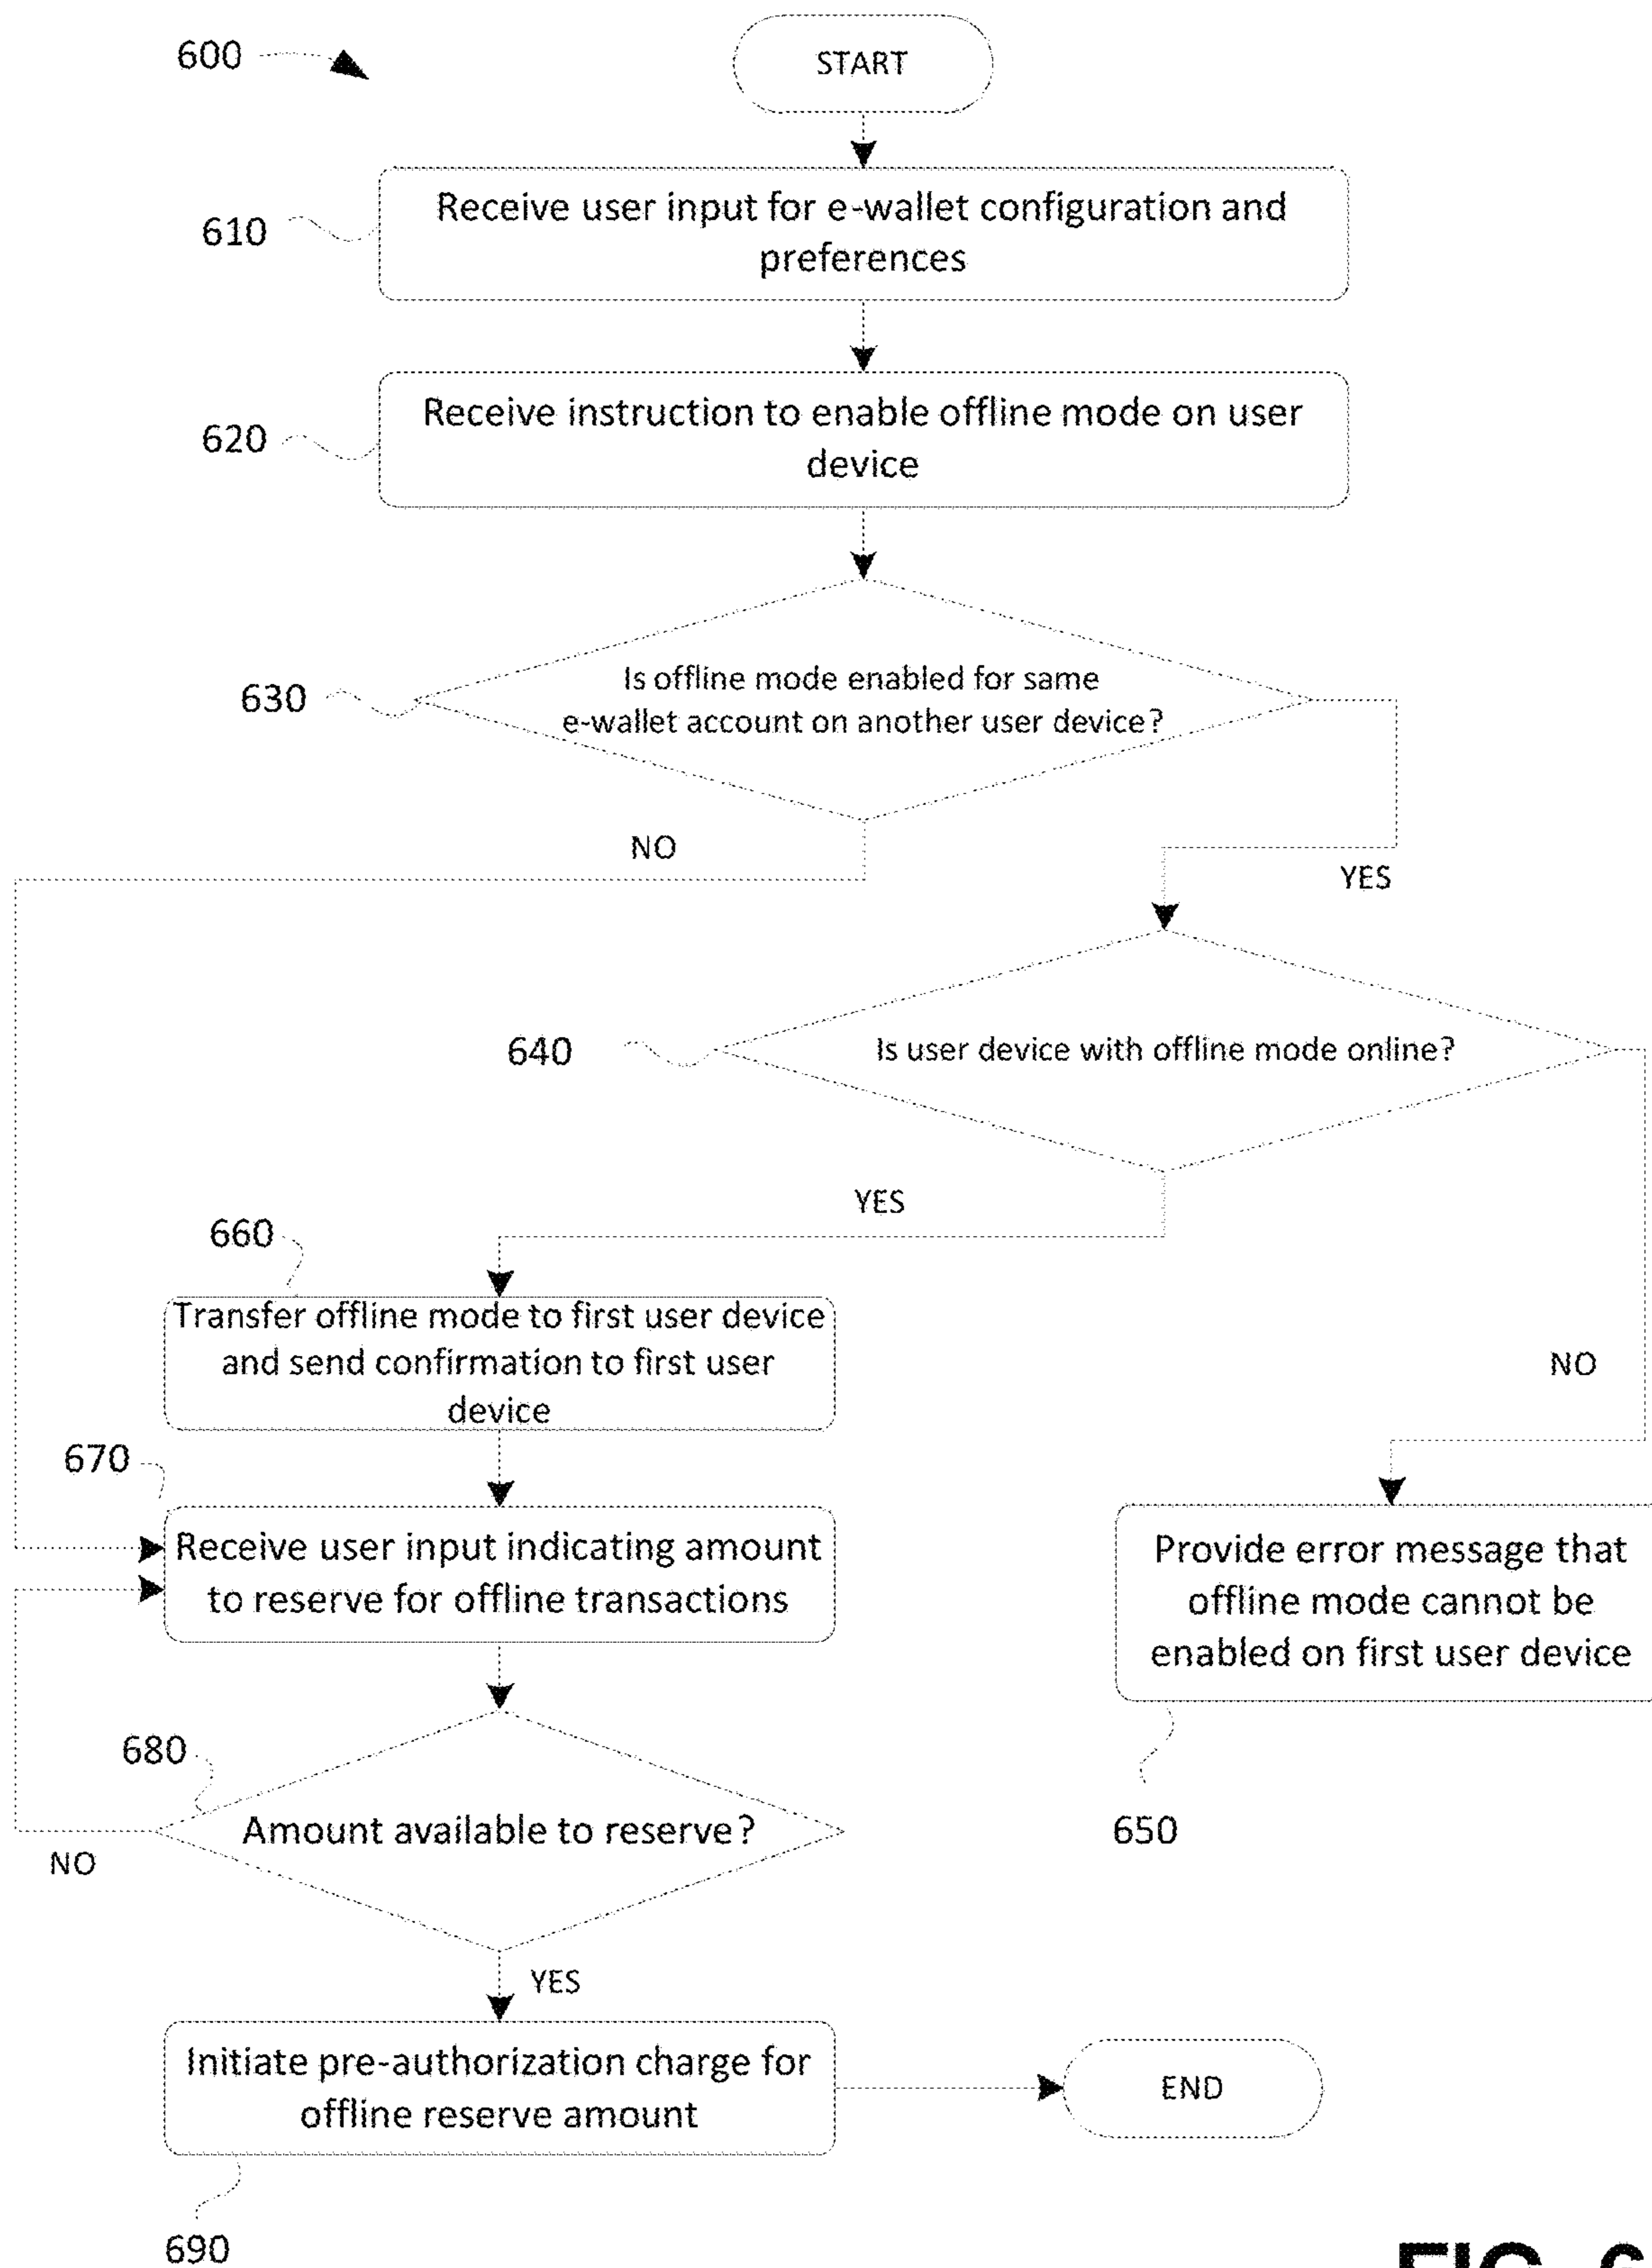 600
START
610
Receive user input for e-wallet configuration and
preferences
620
Receive instruction to enable offline mode on user
device
630
Is offline mode enabled for same
e-wallet account on another user device?
NO
YES
640
Is user device with offline mode online?
YES
NO
660
Transfer offline mode to first user device
and send confirmation to first user
device
670
Receive user input indicating amount
to reserve for offline transactions
Provide error message that
offline mode cannot be
enabled on first user device
650
680
Amount available to reserve?
NO
YES
Initiate pre-authorization charge for
offline reserve amount
END
690
FIG. 6